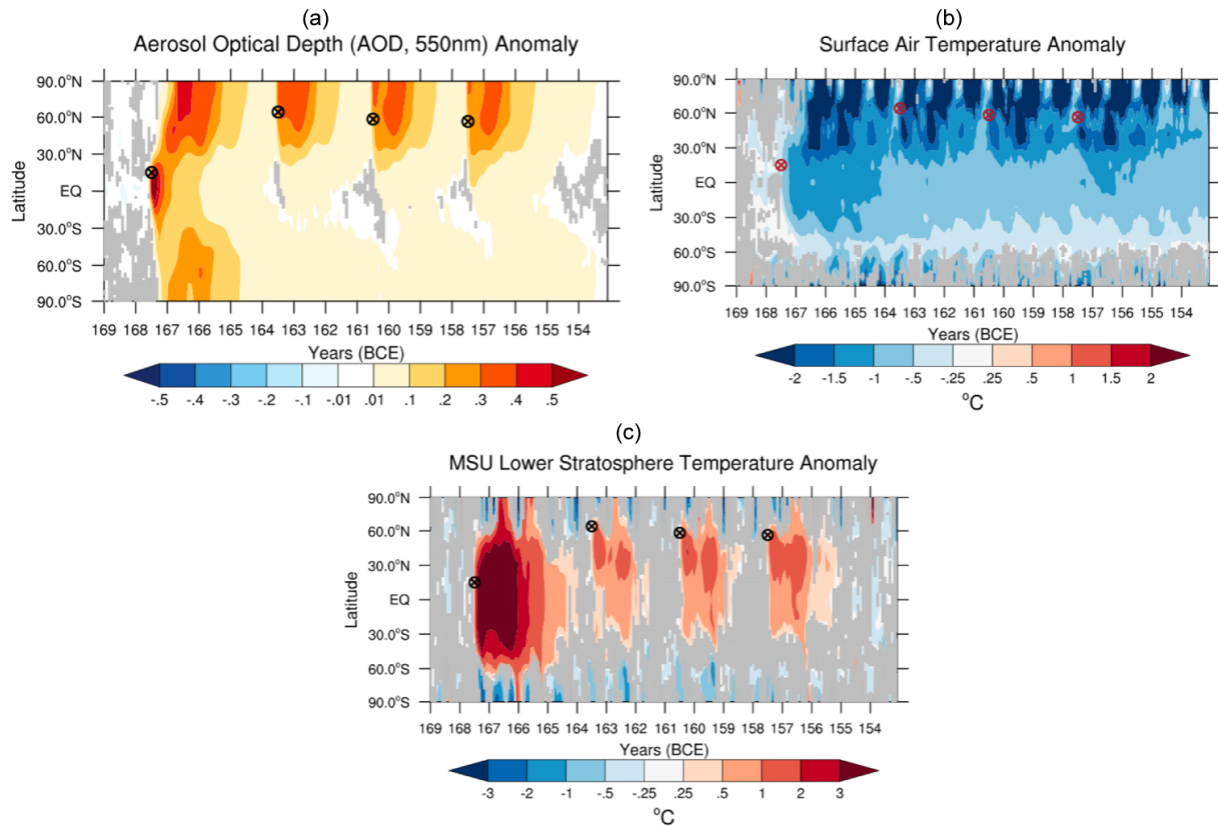 (a)
Aerosol Optical Depth (AOD, 550nm) Anomaly
90.0°N
60.0°N
30.0°N
EQ
30.0°S
60.0°S
90.0°S
Latitude
169 168 167 166 165 164 163 162 161 160 159 158 157 156 155 154
Years (BCE)
-.5 -.4 -.3 -.2 -.1 -.01 .01 .1 .2 .3 .4 .5
(b)
Surface Air Temperature Anomaly
90.0°N
60.0°N
30.0°N
EQ
30.0°S
60.0°S
90.0°S
Latitude
169 168 167 166 165 164 163 162 161 160 159 158 157 156 155 154
Years (BCE)
-2 -1.5 -1 -.5 -.25 .25 .5 1 1.5 2
°C
(c)
MSU Lower Stratosphere Temperature Anomaly
90.0°N
60.0°N
30.0°N
EQ
30.0°S
60.0°S
90.0°S
Latitude
169 168 167 166 165 164 163 162 161 160 159 158 157 156 155 154
Years (BCE)
-3 -2 -1 -.5 -.25 .25 .5 1 2 3
°C